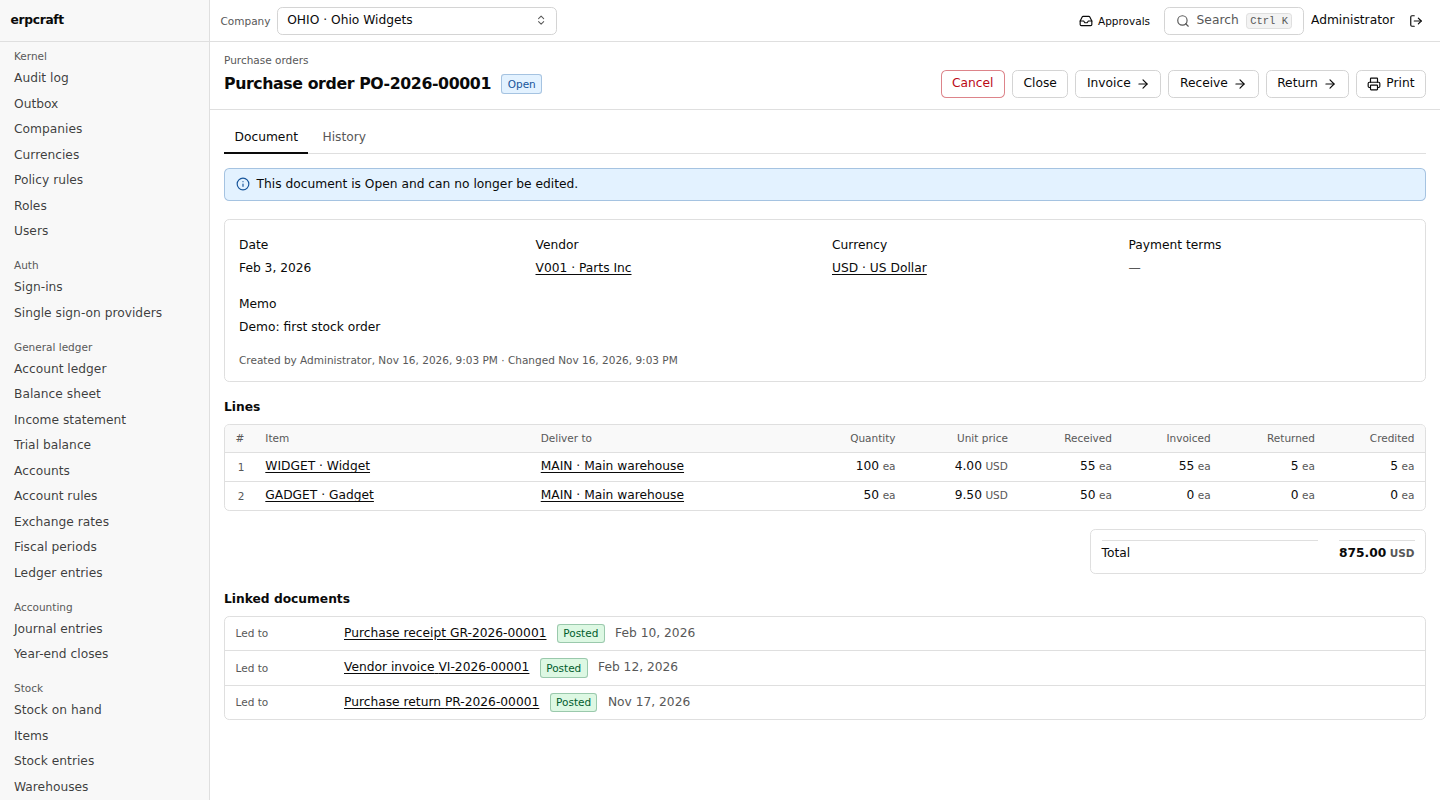 erpcraft
Company OHIO · Ohio Widgets Approvals Search Ctrl K Administrator
Kernel
Audit log
Outbox
Companies
Currencies
Policy rules
Roles
Users
Auth
Sign-ins
Single sign-on providers
General ledger
Account ledger
Balance sheet
Income statement
Trial balance
Accounts
Account rules
Exchange rates
Fiscal periods
Ledger entries
Accounting
Journal entries
Year-end closes
Stock
Stock on hand
Items
Stock entries
Warehouses
Purchase orders
Purchase order PO-2026-00001 Open Cancel Close Invoice Receive Return Print
Document History
This document is Open and can no longer be edited.
Date Vendor Currency Payment terms
Feb 3, 2026 V001 · Parts Inc USD · US Dollar —
Memo
Demo: first stock order
Created by Administrator, Nov 16, 2026, 9:03 PM · Changed Nov 16, 2026, 9:03 PM
Lines
# Item Deliver to Quantity Unit price Received Invoiced Returned Credited
1 WIDGET · Widget MAIN · Main warehouse 100 ea 4.00 USD 55 ea 55 ea 5 ea 5 ea
2 GADGET · Gadget MAIN · Main warehouse 50 ea 9.50 USD 50 ea 0 ea 0 ea 0 ea
Total 875.00 USD
Linked documents
Led to Purchase receipt GR-2026-00001 Posted Feb 10, 2026
Led to Vendor invoice VI-2026-00001 Posted Feb 12, 2026
Led to Purchase return PR-2026-00001 Posted Nov 17, 2026